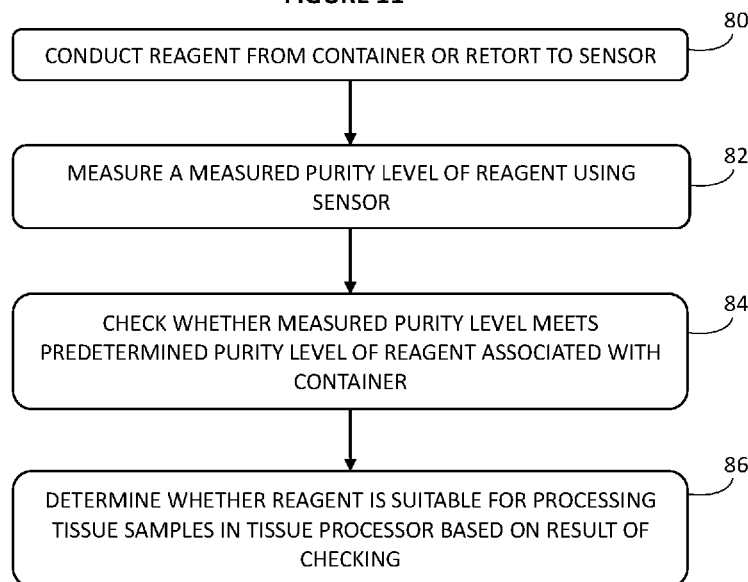 FIGURE 11
80
CONDUCT REAGENT FROM CONTAINER OR RETORT TO SENSOR
82
MEASURE A MEASURED PURITY LEVEL OF REAGENT USING
SENSOR
84
CHECK WHETHER MEASURED PURITY LEVEL MEETS
PREDETERMINED PURITY LEVEL OF REAGENT ASSOCIATED WITH
CONTAINER
86
DETERMINE WHETHER REAGENT IS SUITABLE FOR PROCESSING
TISSUE SAMPLES IN TISSUE PROCESSOR BASED ON RESULT OF
CHECKING